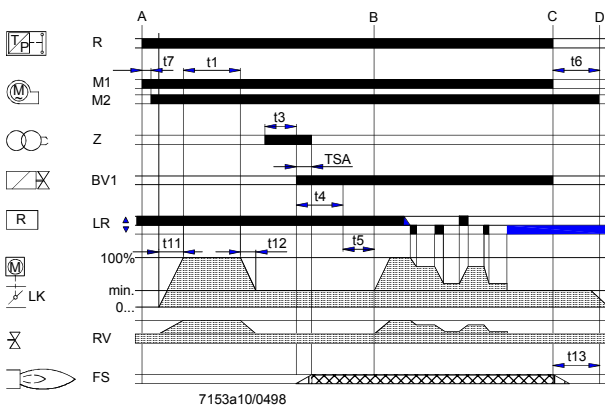 A B C D
T P R
t7 t1 t6
M M1
M2
t3
Z
TSA
BV1
t4
R LR
t11 t12 t5
M 100%
LK min.
0...
RV
FS t13
7153a10/0498